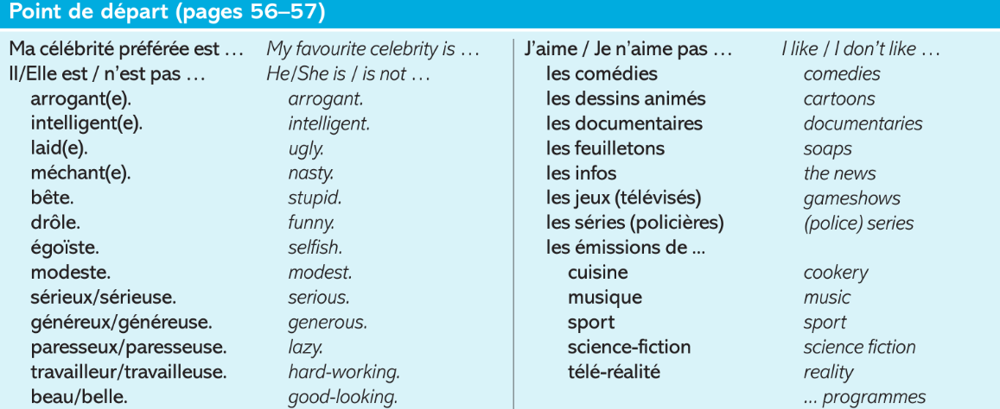 Point de départ (pages 56–57)
Ma célébrité préférée est … My favourite celebrity is …
Il/Elle est / n'est pas … He/She is / is not …
arrogant(e). arrogant.
intelligent(e). intelligent.
laid(e). ugly.
méchant(e). nasty.
bête. stupid.
drôle. funny.
égoïste. selfish.
modeste. modest.
sérieux/sérieuse. serious.
généreux/généreuse. generous.
paresseux/paresseuse. lazy.
travailleur/travailleuse. hard-working.
beau/belle. good-looking.
J'aime / Je n'aime pas … I like / I don't like …
les comédies comedies
les dessins animés cartoons
les documentaires documentaries
les feuilletons soaps
les infos the news
les jeux (télévisés) gameshows
les séries (policières) (police) series
les émissions de ...
cuisine cookery
musique music
sport sport
science-fiction science fiction
télé-réalité reality
... programmes